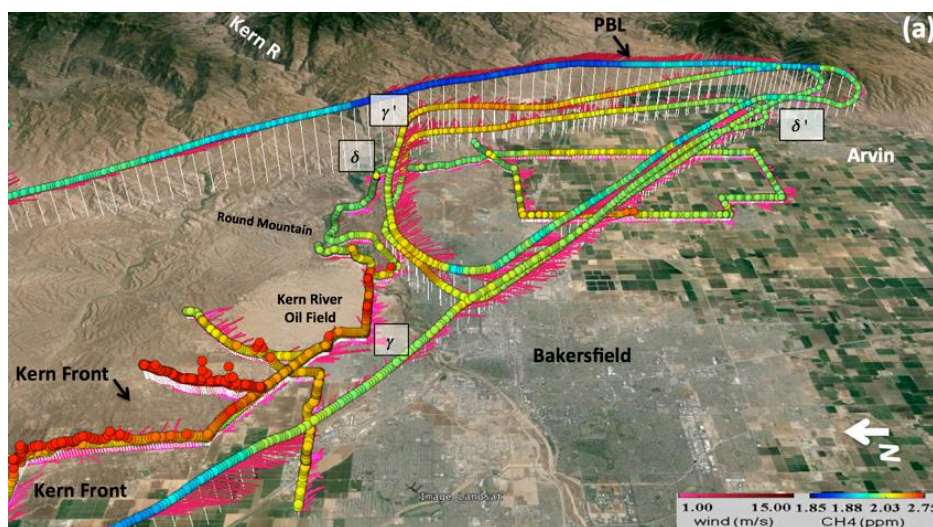 (a)
Kern R
PBL
γ'
δ
δ'
Arvin
Round Mountain
Kern River
Oil Field
γ
Bakersfield
Kern Front
N
Kern Front
Image Landsat
1.00 15.00 1.85 1.88 2.03 2.75
wind (m/s) CH4 (ppm)